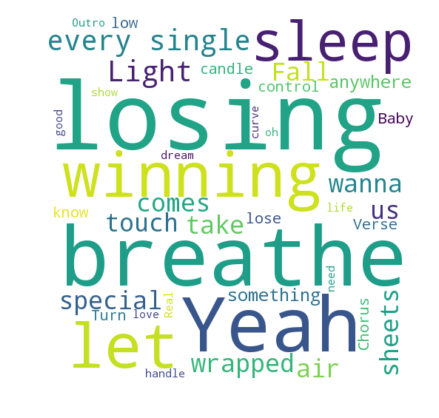 Outro low
every single sleep
Light candle Fall anywhere
show control
good losing curve oh Baby
dream
winning wanna
comes us
know touch take lose life Verse
breathe
special something need
Turn love Real Yeah Chorus sheets
let wrapped air
handle